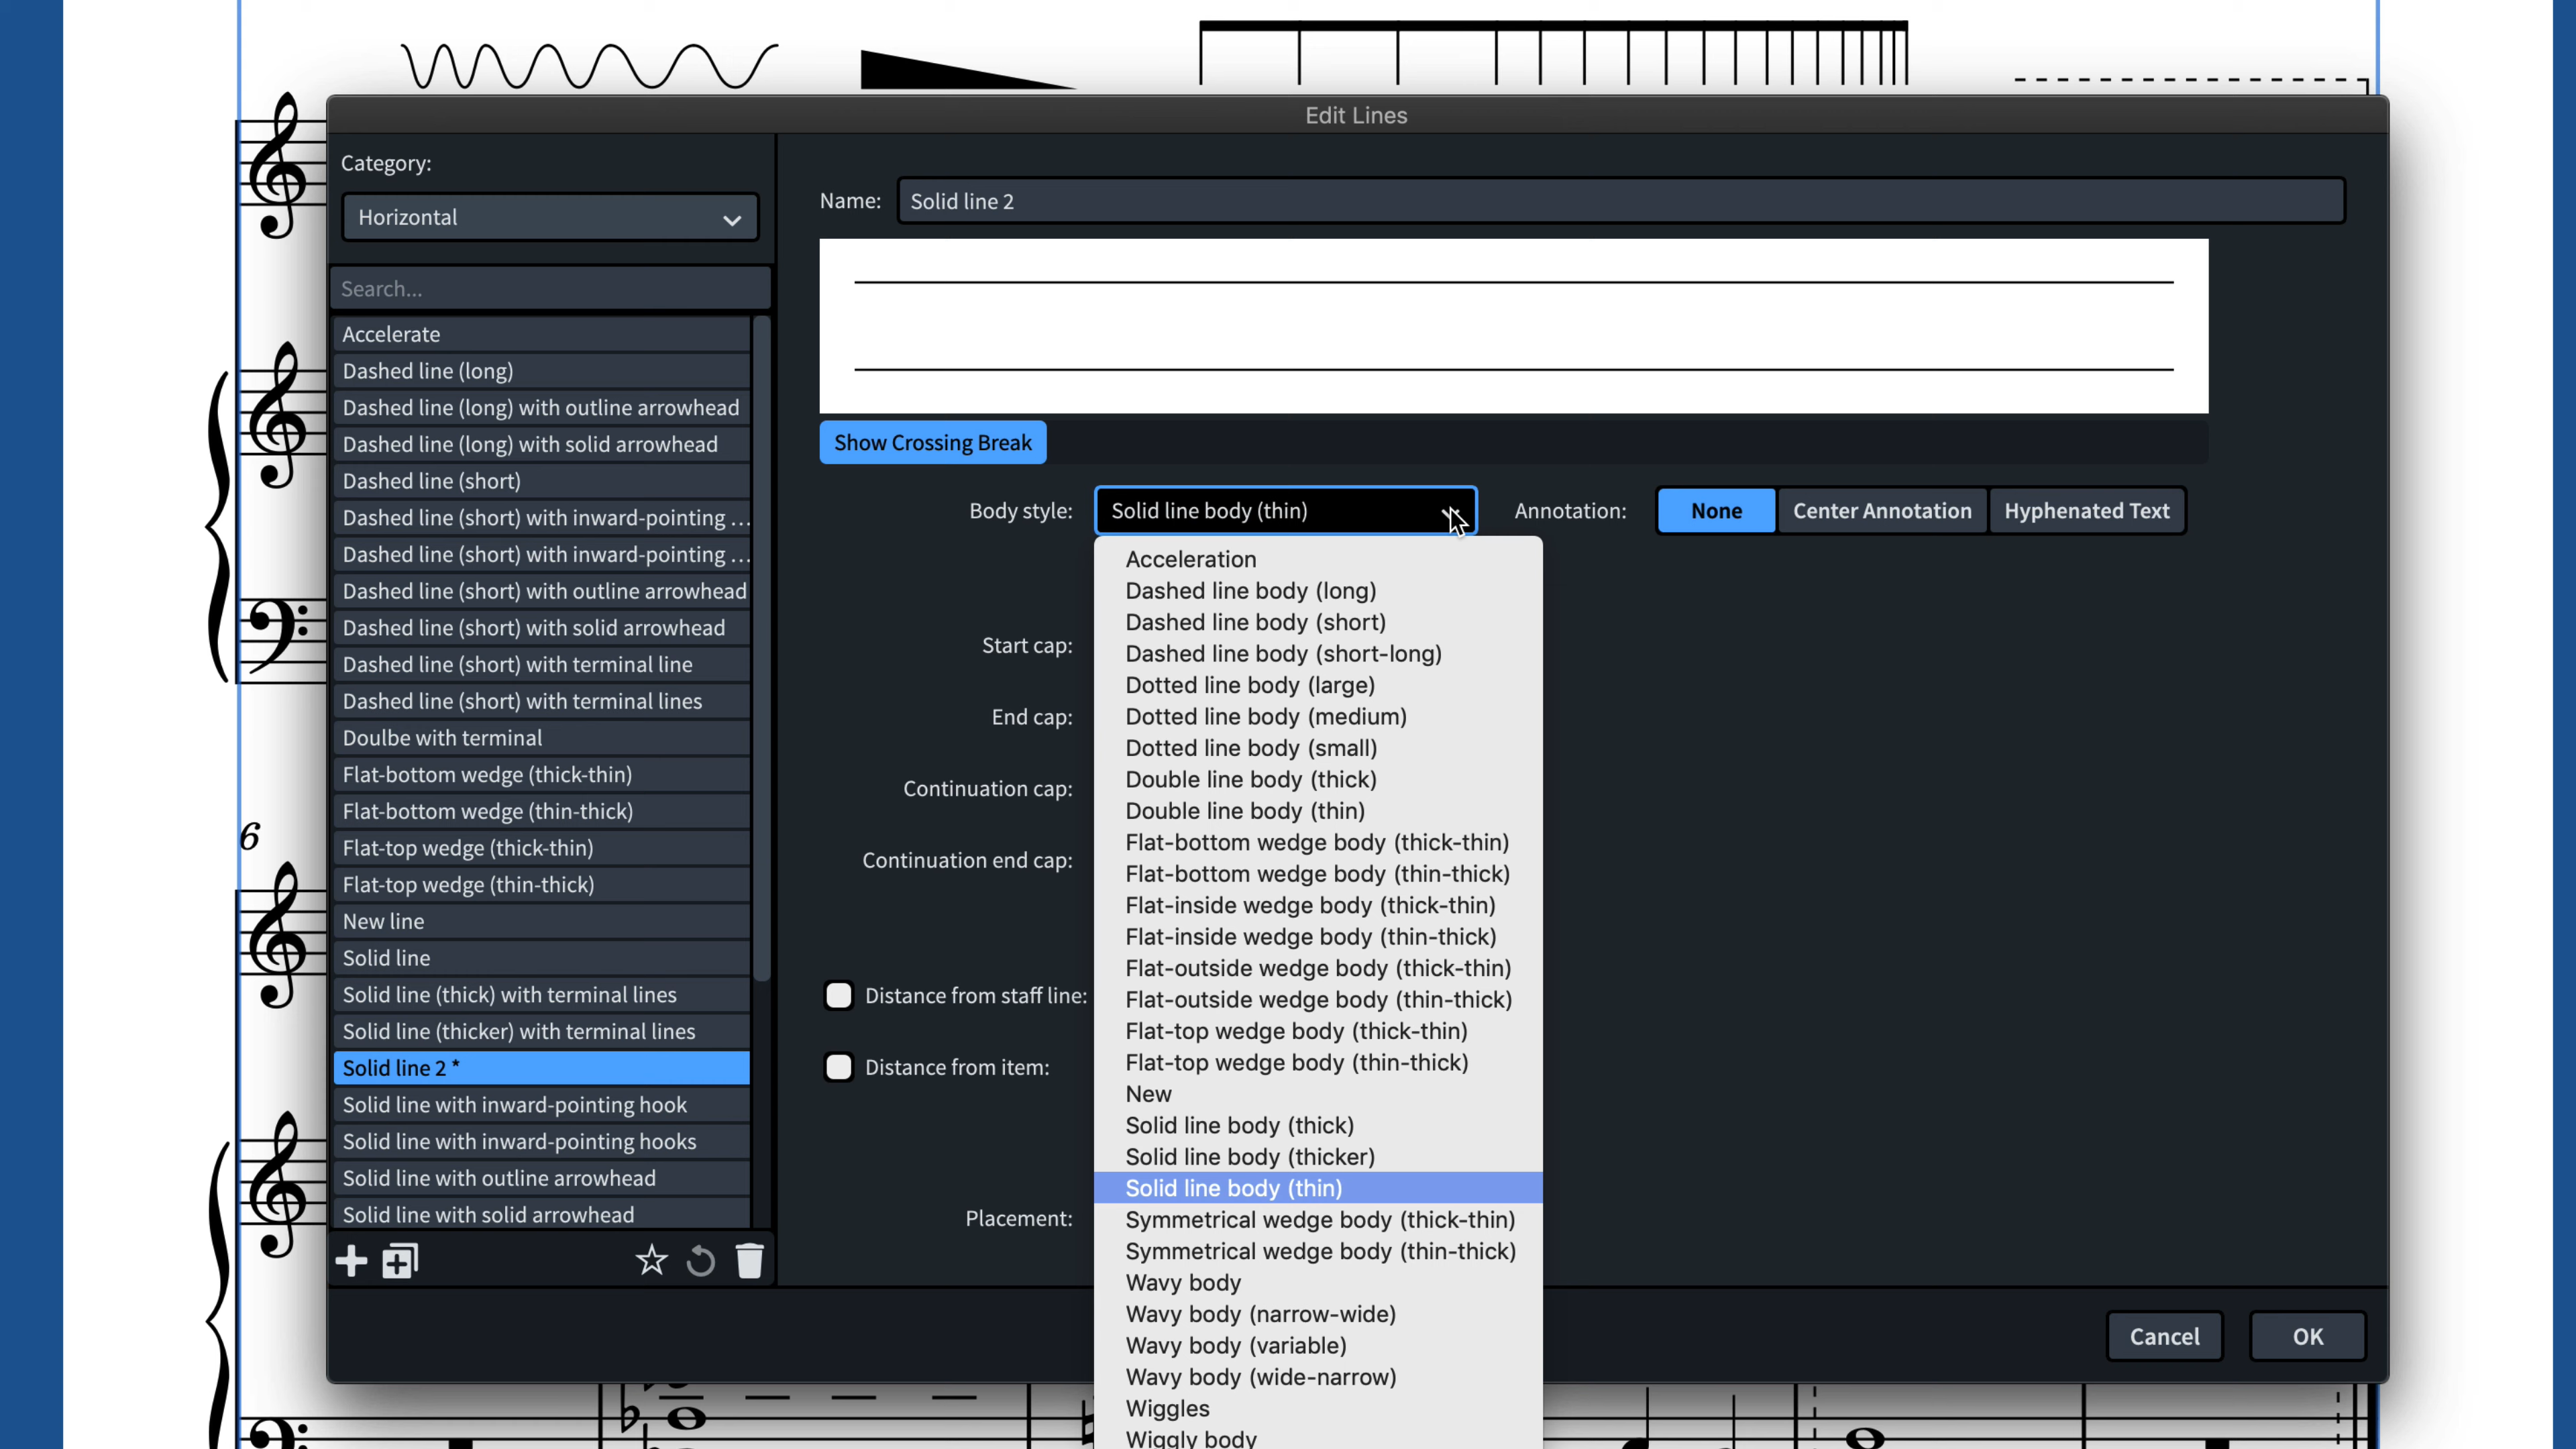 Edit Lines
Category:
Horizontal
Search...
Accelerate
Dashed line (long)
Dashed line (long) with outline arrowhead
Dashed line (long) with solid arrowhead
Dashed line (short)
Dashed line (short) with inward-pointing ...
Dashed line (short) with inward-pointing ...
Dashed line (short) with outline arrowhead
Dashed line (short) with solid arrowhead
Dashed line (short) with terminal line
Dashed line (short) with terminal lines
Doulbe with terminal
Flat-bottom wedge (thick-thin)
Flat-bottom wedge (thin-thick)
Flat-top wedge (thick-thin)
Flat-top wedge (thin-thick)
New line
Solid line
Solid line (thick) with terminal lines
Solid line (thicker) with terminal lines
Solid line 2 *
Solid line with inward-pointing hook
Solid line with inward-pointing hooks
Solid line with outline arrowhead
Solid line with solid arrowhead
Name: Solid line 2
Show Crossing Break
Body style: Solid line body (thin) Annotation: None Center Annotation Hyphenated Text
Start cap:
End cap:
Continuation cap:
Continuation end cap:
Distance from staff line:
Distance from item:
Placement:
Acceleration
Dashed line body (long)
Dashed line body (short)
Dashed line body (short-long)
Dotted line body (large)
Dotted line body (medium)
Dotted line body (small)
Double line body (thick)
Double line body (thin)
Flat-bottom wedge body (thick-thin)
Flat-bottom wedge body (thin-thick)
Flat-inside wedge body (thick-thin)
Flat-inside wedge body (thin-thick)
Flat-outside wedge body (thick-thin)
Flat-outside wedge body (thin-thick)
Flat-top wedge body (thick-thin)
Flat-top wedge body (thin-thick)
New
Solid line body (thick)
Solid line body (thicker)
Solid line body (thin)
Symmetrical wedge body (thick-thin)
Symmetrical wedge body (thin-thick)
Wavy body
Wavy body (narrow-wide)
Wavy body (variable)
Wavy body (wide-narrow)
Wiggles
Wiggly body
Cancel OK
6